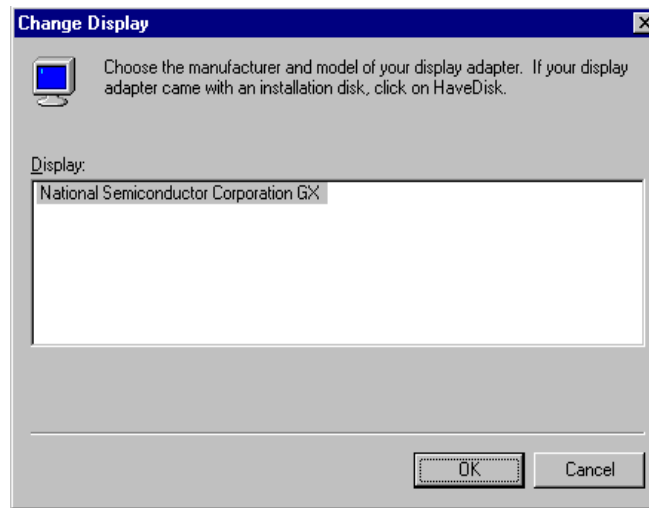 Change Display
Choose the manufacturer and model of your display adapter. If your display
adapter came with an installation disk, click on HaveDisk.
Display:
National Semiconductor Corporation GX
OK
Cancel